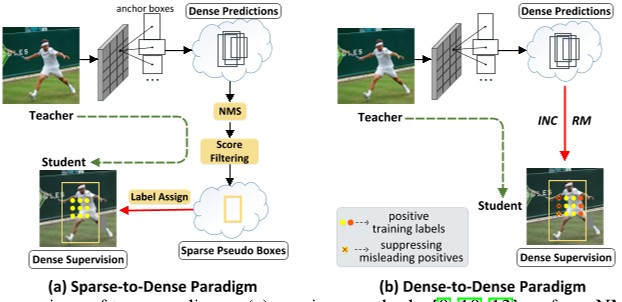 anchor boxes
Dense Predictions
NMS
Score
Filtering
Teacher
Student
Label Assign
Dense Supervision
Sparse Pseudo Boxes
(a) Sparse-to-Dense Paradigm
Dense Predictions
INC RM
Teacher
Student
positive
training labels
suppressing
misleading positives
Dense Supervision
(b) Dense-to-Dense Paradigm